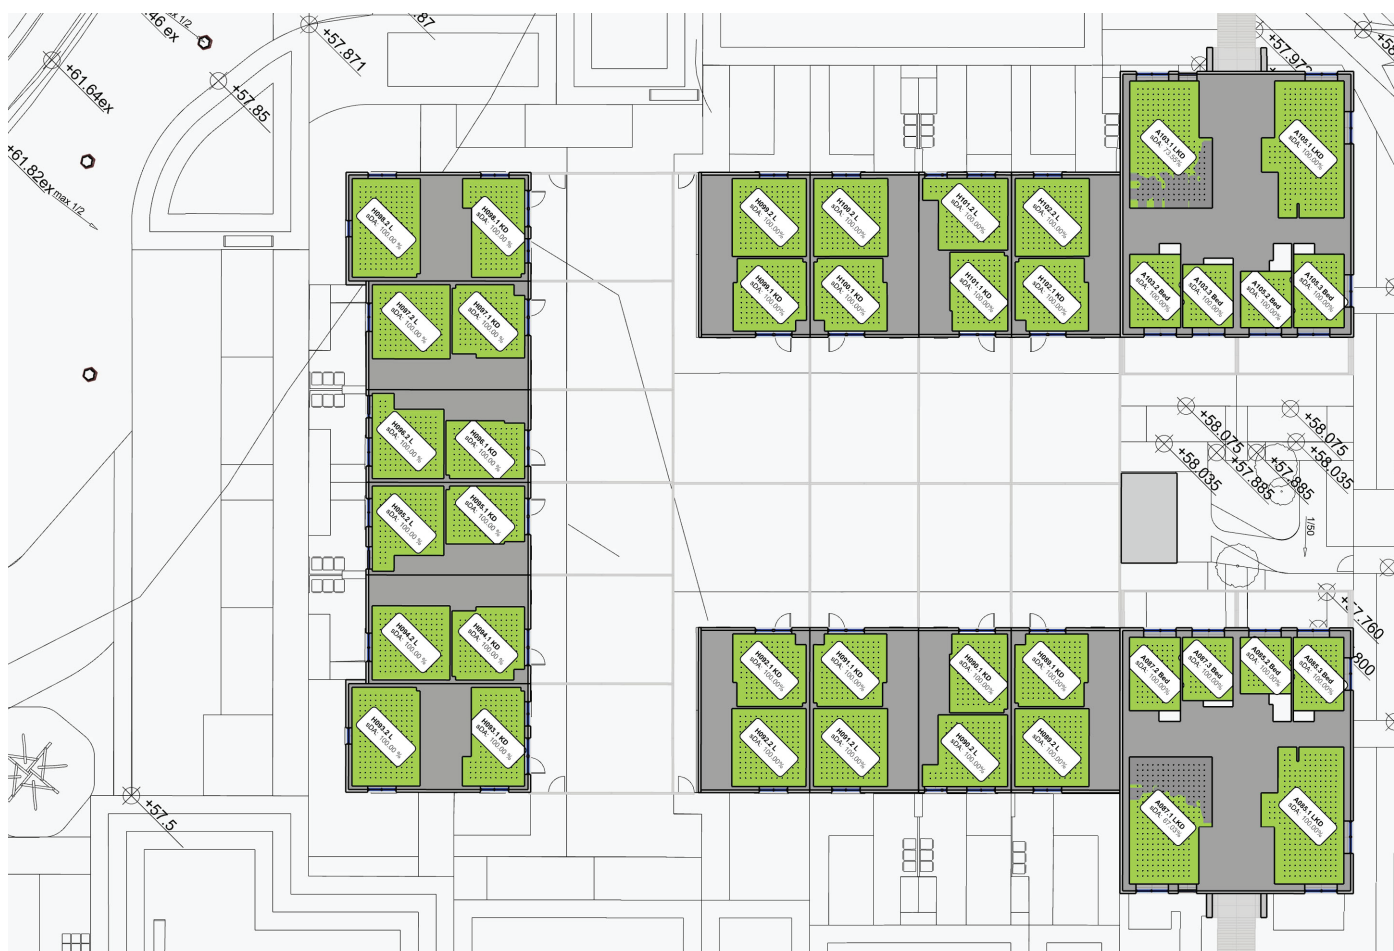 +57.871
+61.64ex
+57.85
+61.82ex
max 1/2
H098.2 L
sDA: 100.00 %
H098.1 KD
sDA: 100.00 %
H099.2 L
sDA: 100.00%
H100.2 L
sDA: 100.00%
H101.2 L
sDA: 100.00%
H102.2 L
sDA: 100.00%
A103.1 LKD
sDA: 73.55%
A105.1 LKD
sDA: 100.00%
H099.1 KD
sDA: 100.00%
H100.1 KD
sDA: 100.00%
H101.1 KD
sDA: 100.00%
H102.1 KD
sDA: 100.00%
A103.2 Bed
sDA: 100.00%
A103.3 Bed
sDA: 100.00%
A105.2 Bed
sDA: 100.00%
A105.3 Bed
sDA: 100.00%
H097.2 L
sDA: 100.00 %
H097.1 KD
sDA: 100.00 %
H096.2 L
sDA: 100.00 %
H096.1 KD
sDA: 100.00 %
+58.075
+58.075
+58.035
+57.885
+57.885
+58.035
1/50
H095.2 L
sDA: 100.00 %
H095.1 KD
sDA: 100.00 %
H094.2 L
sDA: 100.00 %
H094.1 KD
sDA: 100.00 %
H092.1 KD
sDA: 100.00%
H091.1 KD
sDA: 100.00%
H090.1 KD
sDA: 100.00%
H089.1 KD
sDA: 100.00%
A087.2 Bed
sDA: 100.00%
A087.3 Bed
sDA: 100.00%
A085.2 Bed
sDA: 100.00%
A085.3 Bed
sDA: 100.00%
H093.2 L
sDA: 100.00 %
H093.1 KD
sDA: 100.00 %
H092.2 L
sDA: 100.00%
H091.2 L
sDA: 100.00%
H090.2 L
sDA: 100.00%
H089.2 L
sDA: 100.00%
A087.1 LKD
sDA: 67.03%
A085.1 LKD
sDA: 100.00%
+57.5